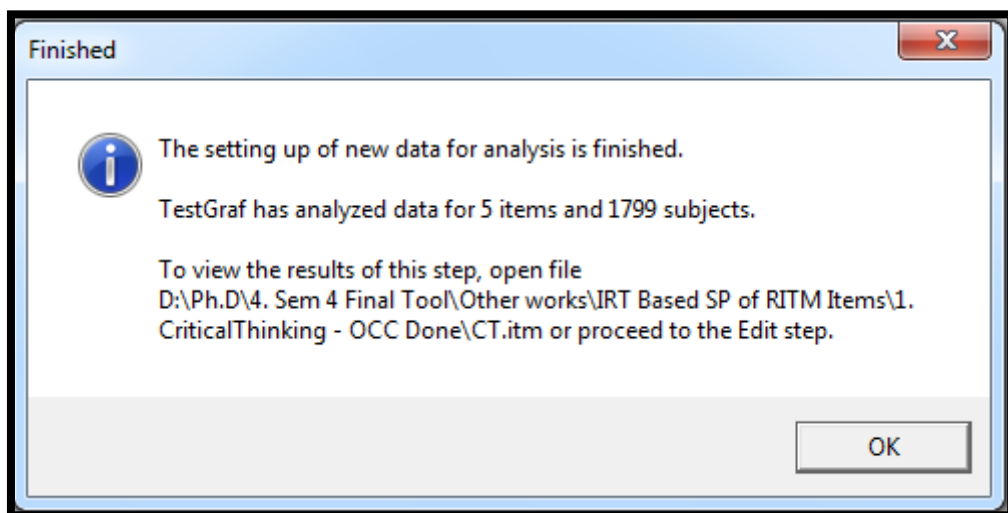 Finished
The setting up of new data for analysis is finished.
TestGraf has analyzed data for 5 items and 1799 subjects.
To view the results of this step, open file
D:\Ph.D\4. Sem 4 Final Tool\Other works\IRT Based SP of RITM Items\1.
CriticalThinking - OCC Done\CT.itm or proceed to the Edit step.
OK